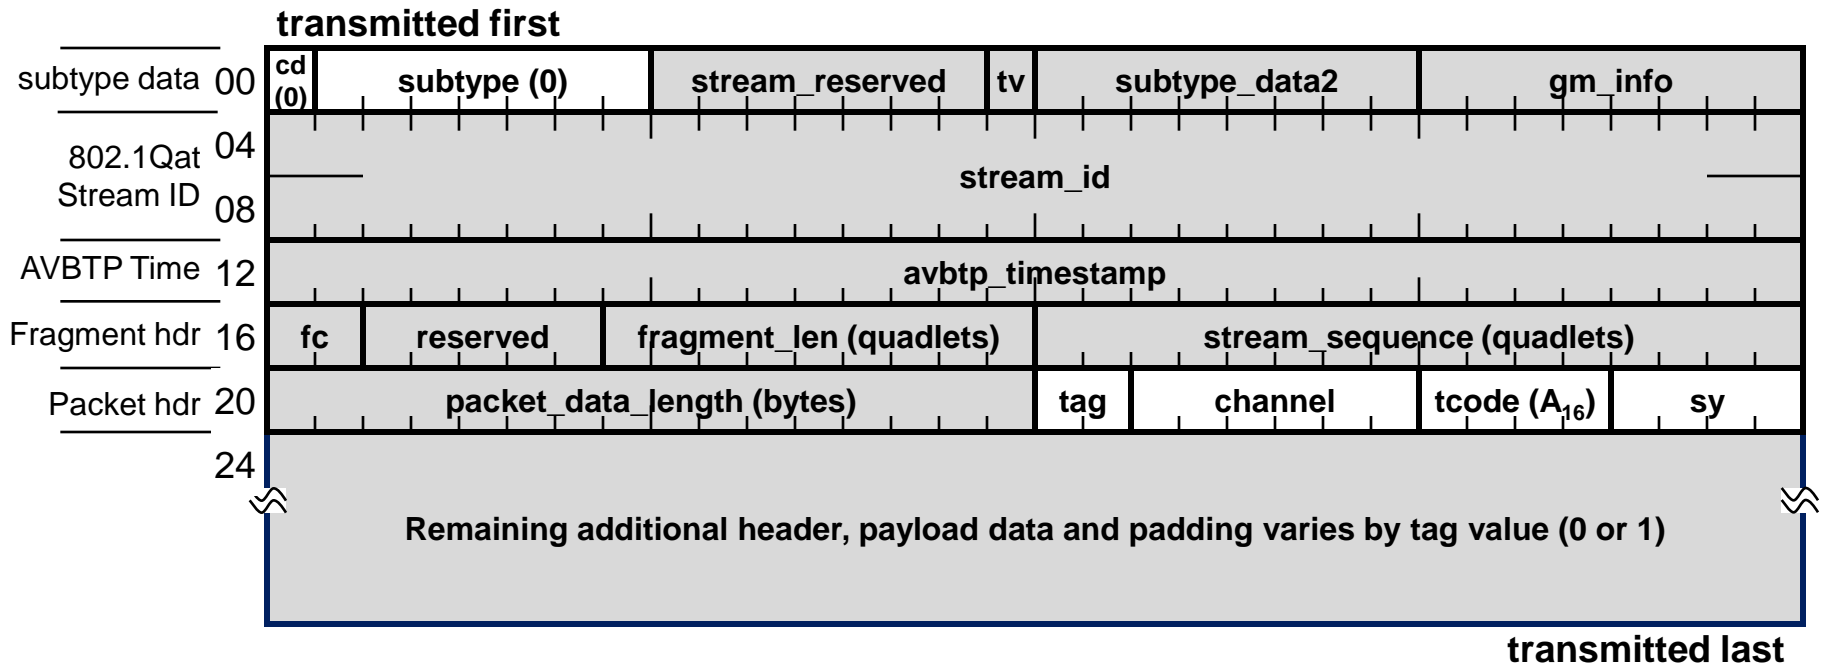 transmitted first
subtype data 00 cd (0) subtype (0) stream_reserved tv subtype_data2 gm_info
802.1Qat 04
Stream ID 08 stream_id
AVBTP Time 12 avbtp_timestamp
Fragment hdr 16 fc reserved fragment_len (quadlets) stream_sequence (quadlets)
Packet hdr 20 packet_data_length (bytes) tag channel tcode (A16) sy
24
Remaining additional header, payload data and padding varies by tag value (0 or 1)
transmitted last